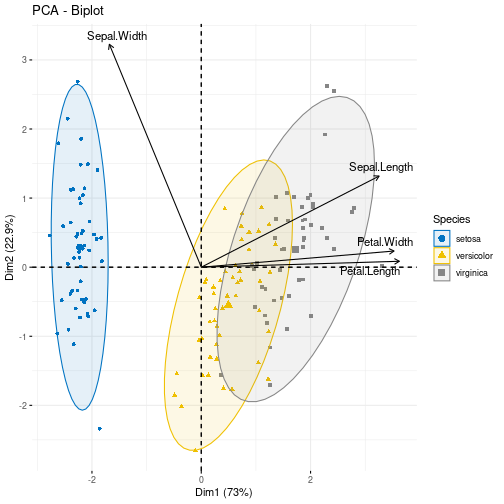 PCA - Biplot
Sepal.Width
Sepal.Length
Petal.Width
Petal.Length
3
2
1
0
-1
-2
Dim2 (22.9%)
-2
0
2
Dim1 (73%)
Species
setosa
versicolor
virginica